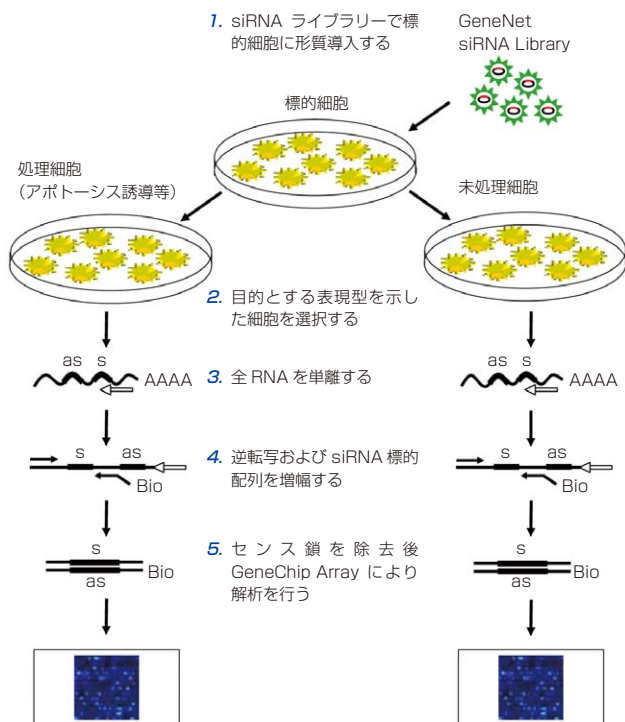 1. siRNA ライブラリーで標
的細胞に形質導入する
GeneNet
siRNA Library
標的細胞
処理細胞
（アポトーシス誘導等）
未処理細胞
2. 目的とする表現型を示し
た細胞を選択する
as s
AAAA
3. 全 RNA を単離する
as s
AAAA
s as
Bio
4. 逆転写および siRNA 標的
配列を増幅する
s as
Bio
s
as
Bio
5. センス鎖を除去後
GeneChip Array により
解析を行う
s
as
Bio